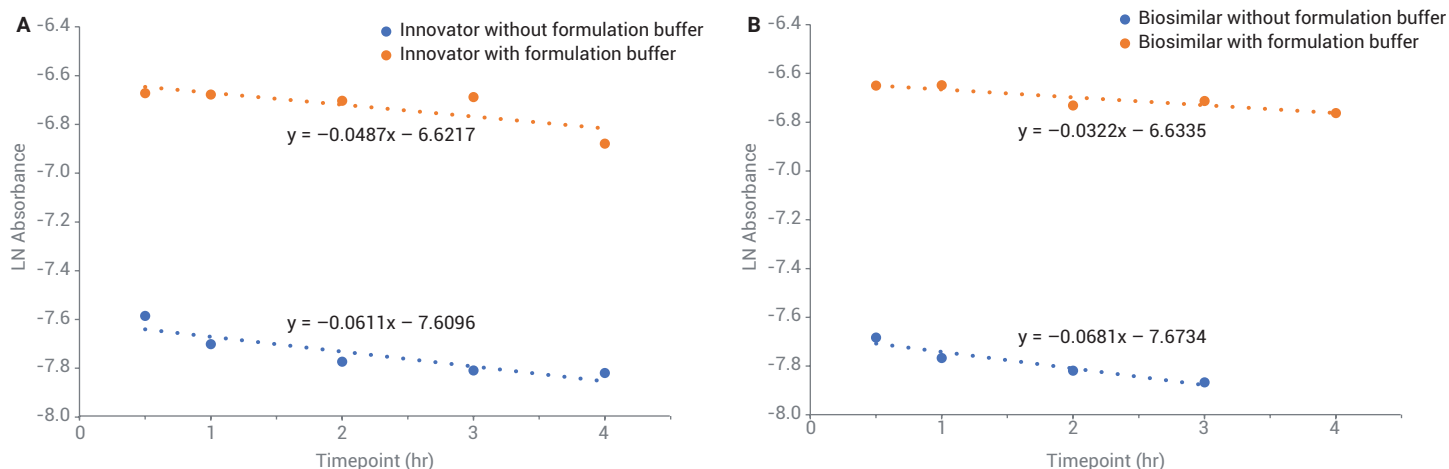 A
Innovator without formulation buffer
Innovator with formulation buffer
LN Absorbance
-6.4
-6.6
-6.8
-7.0
-7.2
-7.4
-7.6
-7.8
-8.0
y = −0.0487x − 6.6217
y = −0.0611x − 7.6096
0
1
2
3
4
Timepoint (hr)
B
Biosimilar without formulation buffer
Biosimilar with formulation buffer
LN Absorbance
-6.4
-6.6
-6.8
-7.0
-7.2
-7.4
-7.6
-7.8
-8.0
y = −0.0322x − 6.6335
y = −0.0681x − 7.6734
0
1
2
3
4
Timepoint (hr)